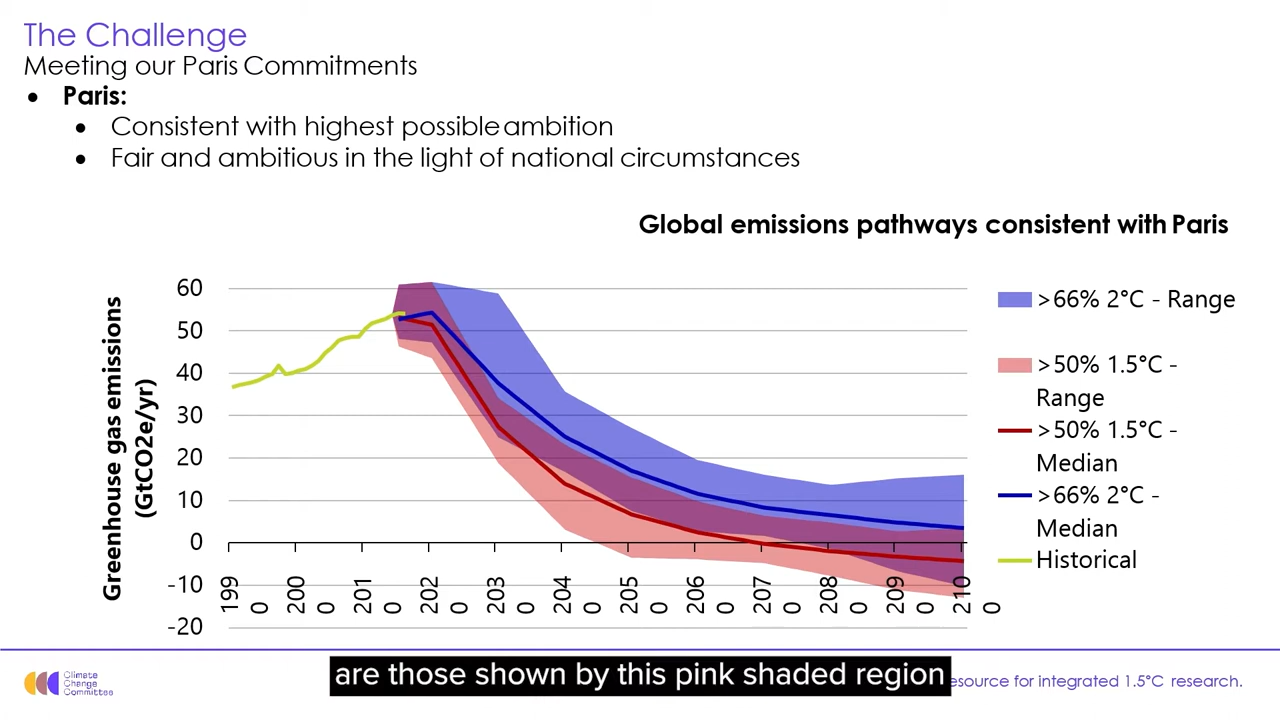 The Challenge
Meeting our Paris Commitments
• Paris:
• Consistent with highest possible ambition
• Fair and ambitious in the light of national circumstances
Global emissions pathways consistent with Paris
Greenhouse gas emissions
(GtCO2e/yr)
60
50
40
30
20
10
0
-10
-20
199
0
200
0
201
0
202
0
203
0
204
0
205
0
206
0
207
0
208
0
209
0
210
0
>66% 2°C - Range
>50% 1.5°C -
Range
>50% 1.5°C -
Median
>66% 2°C -
Median
Historical
are those shown by this pink shaded region
Climate
Change
Committee
esource for integrated 1.5°C research.